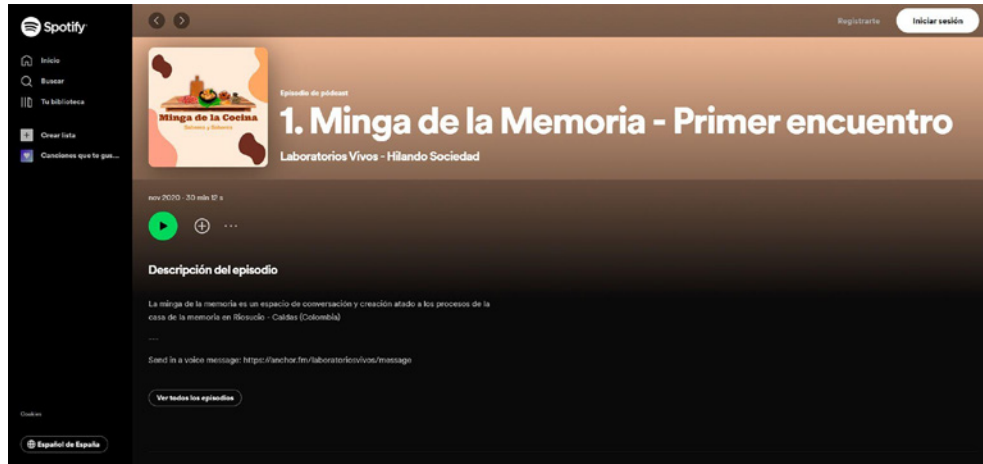 Spotify
Inicio
Buscar
Tu biblioteca
Crear lista
Canciones que te gus...
Cookies
Español de España
Registrarte
Iniciar sesión
Minga de la Cocina
Saberes y Sabores
Episodio de pódcast
1. Minga de la Memoria - Primer encuentro
Laboratorios Vivos - Hilando Sociedad
nov 2020 · 30 min 12 s
Descripción del episodio
La minga de la memoria es un espacio de conversación y creación atado a los procesos de la
casa de la memoria en Riosucio - Caldas (Colombia)
---
Send in a voice message: https://anchor.fm/laboratoriosvivos/message
Ver todos los episodios